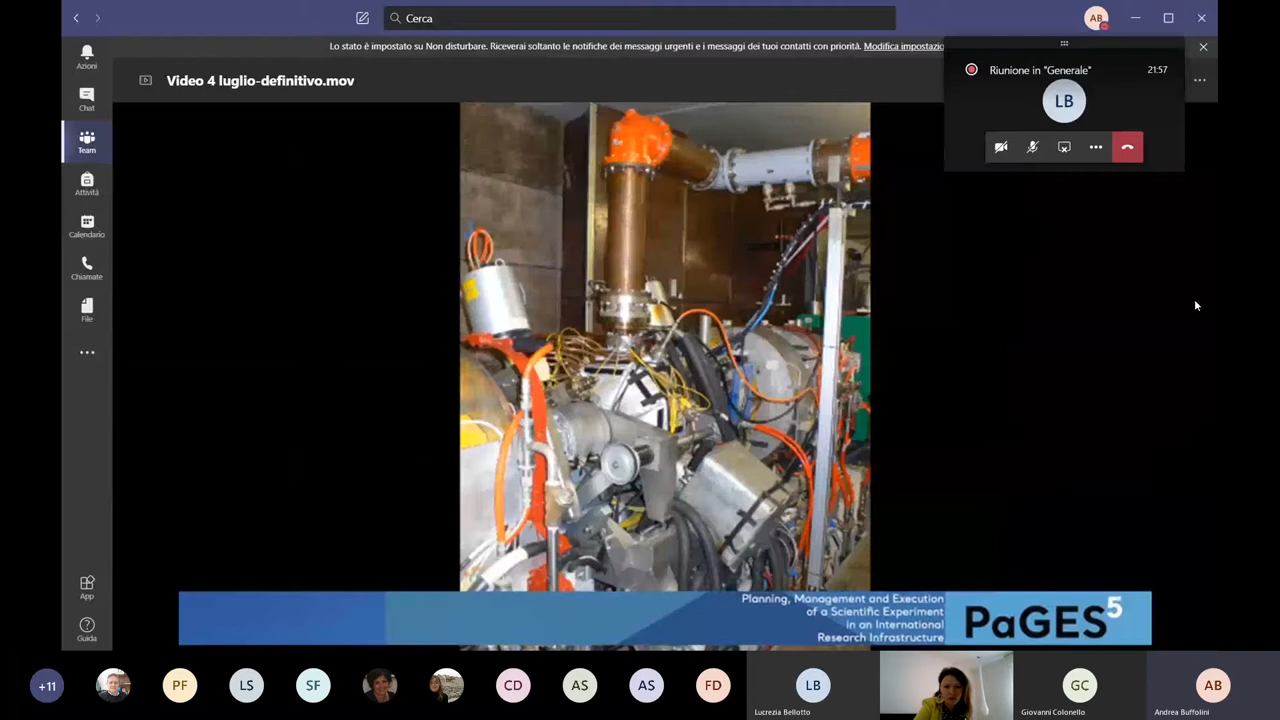 Cerca
AB
Lo stato è impostato su Non disturbare. Riceverai soltanto le notifiche dei messaggi urgenti e i messaggi dei tuoi contatti con priorità. Modifica impostazio
Azioni
Chat
Team
Attività
Calendario
Chiamate
File
App
Guida
Video 4 luglio-definitivo.mov
Riunione in "Generale"
21:57
LB
Planning, Management and Execution
of a Scientific Experiment
in an International
Research Infrastructure
PaGES⁵
+11
PF
LS
SF
CD
AS
AS
FD
LB
Lucrezia Bellotto
GC
Giovanni Colonello
AB
Andrea Buffolini